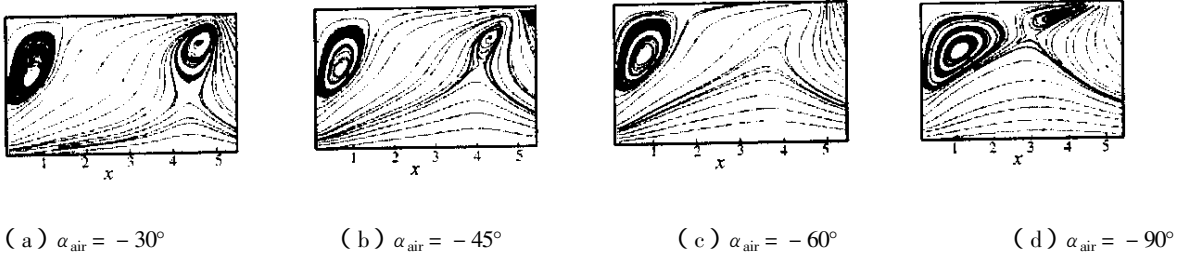 1 2 3 4 5 1 2 3 4 5 1 2 3 4 5 1 2 3 4 5
x x x x
(a) α_air = −30° (b) α_air = −45° (c) α_air = −60° (d) α_air = −90°